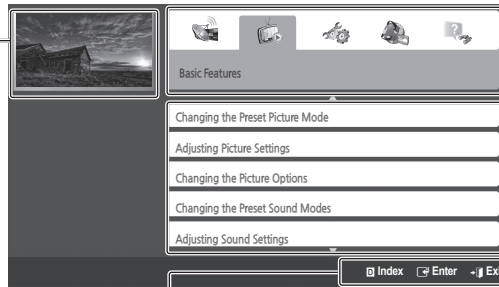 Basic Features
Changing the Preset Picture Mode
Adjusting Picture Settings
Changing the Picture Options
Changing the Preset Sound Modes
Adjusting Sound Settings
D Index Enter Exi